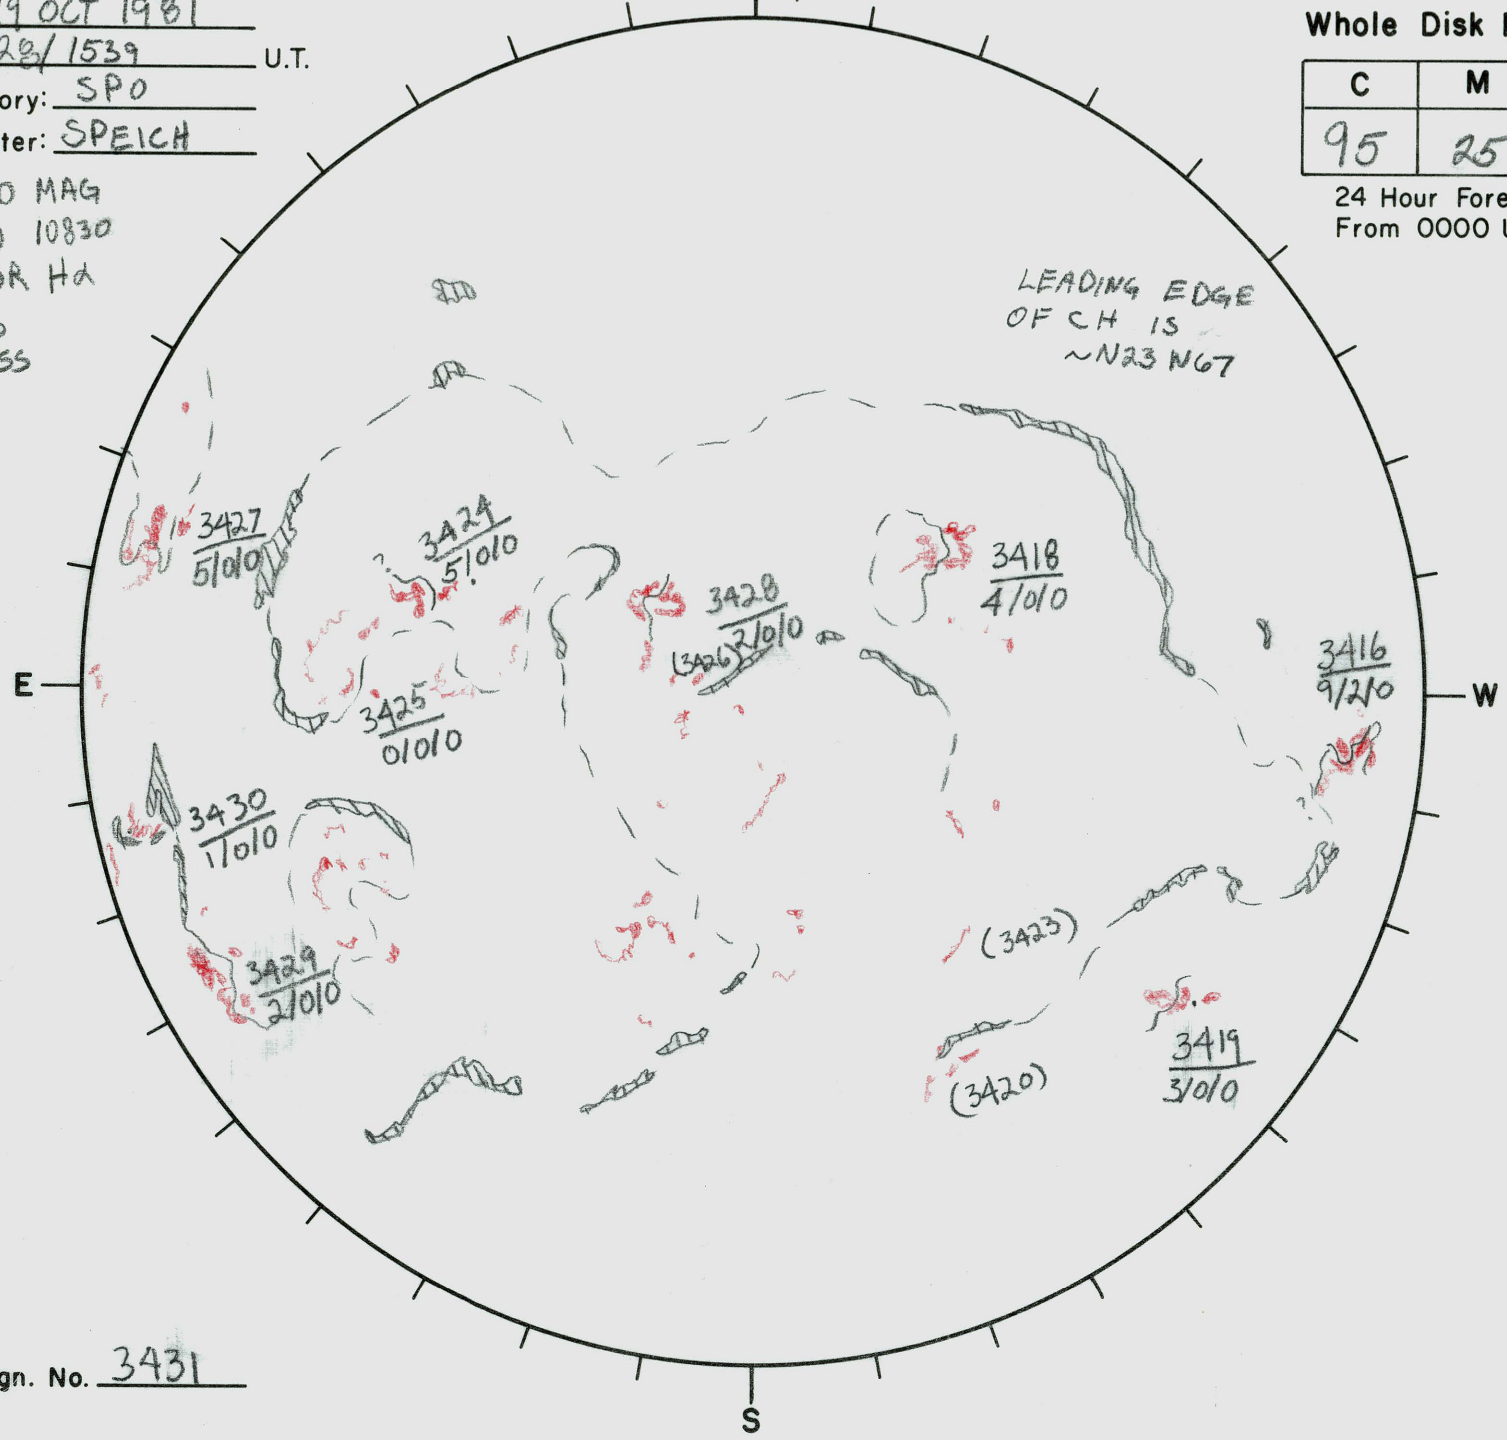 19 OCT 1981
28/1539 U.T.
ory: SPO
ter: SPEICH
O MAG
10830
OR Hα
SS
Whole Disk
C M
95 25
24 Hour Fore
From 0000 U
LEADING EDGE
OF CH IS
~N23 W67
3427
5/0/0
3424
5/0/0
3428
2/0/0
(3426)
3418
4/0/0
3416
9/2/0
E
W
3425
0/0/0
3430
1/0/0
(3423)
3429
2/0/0
3419
3/0/0
(3420)
gn. No. 3431
S